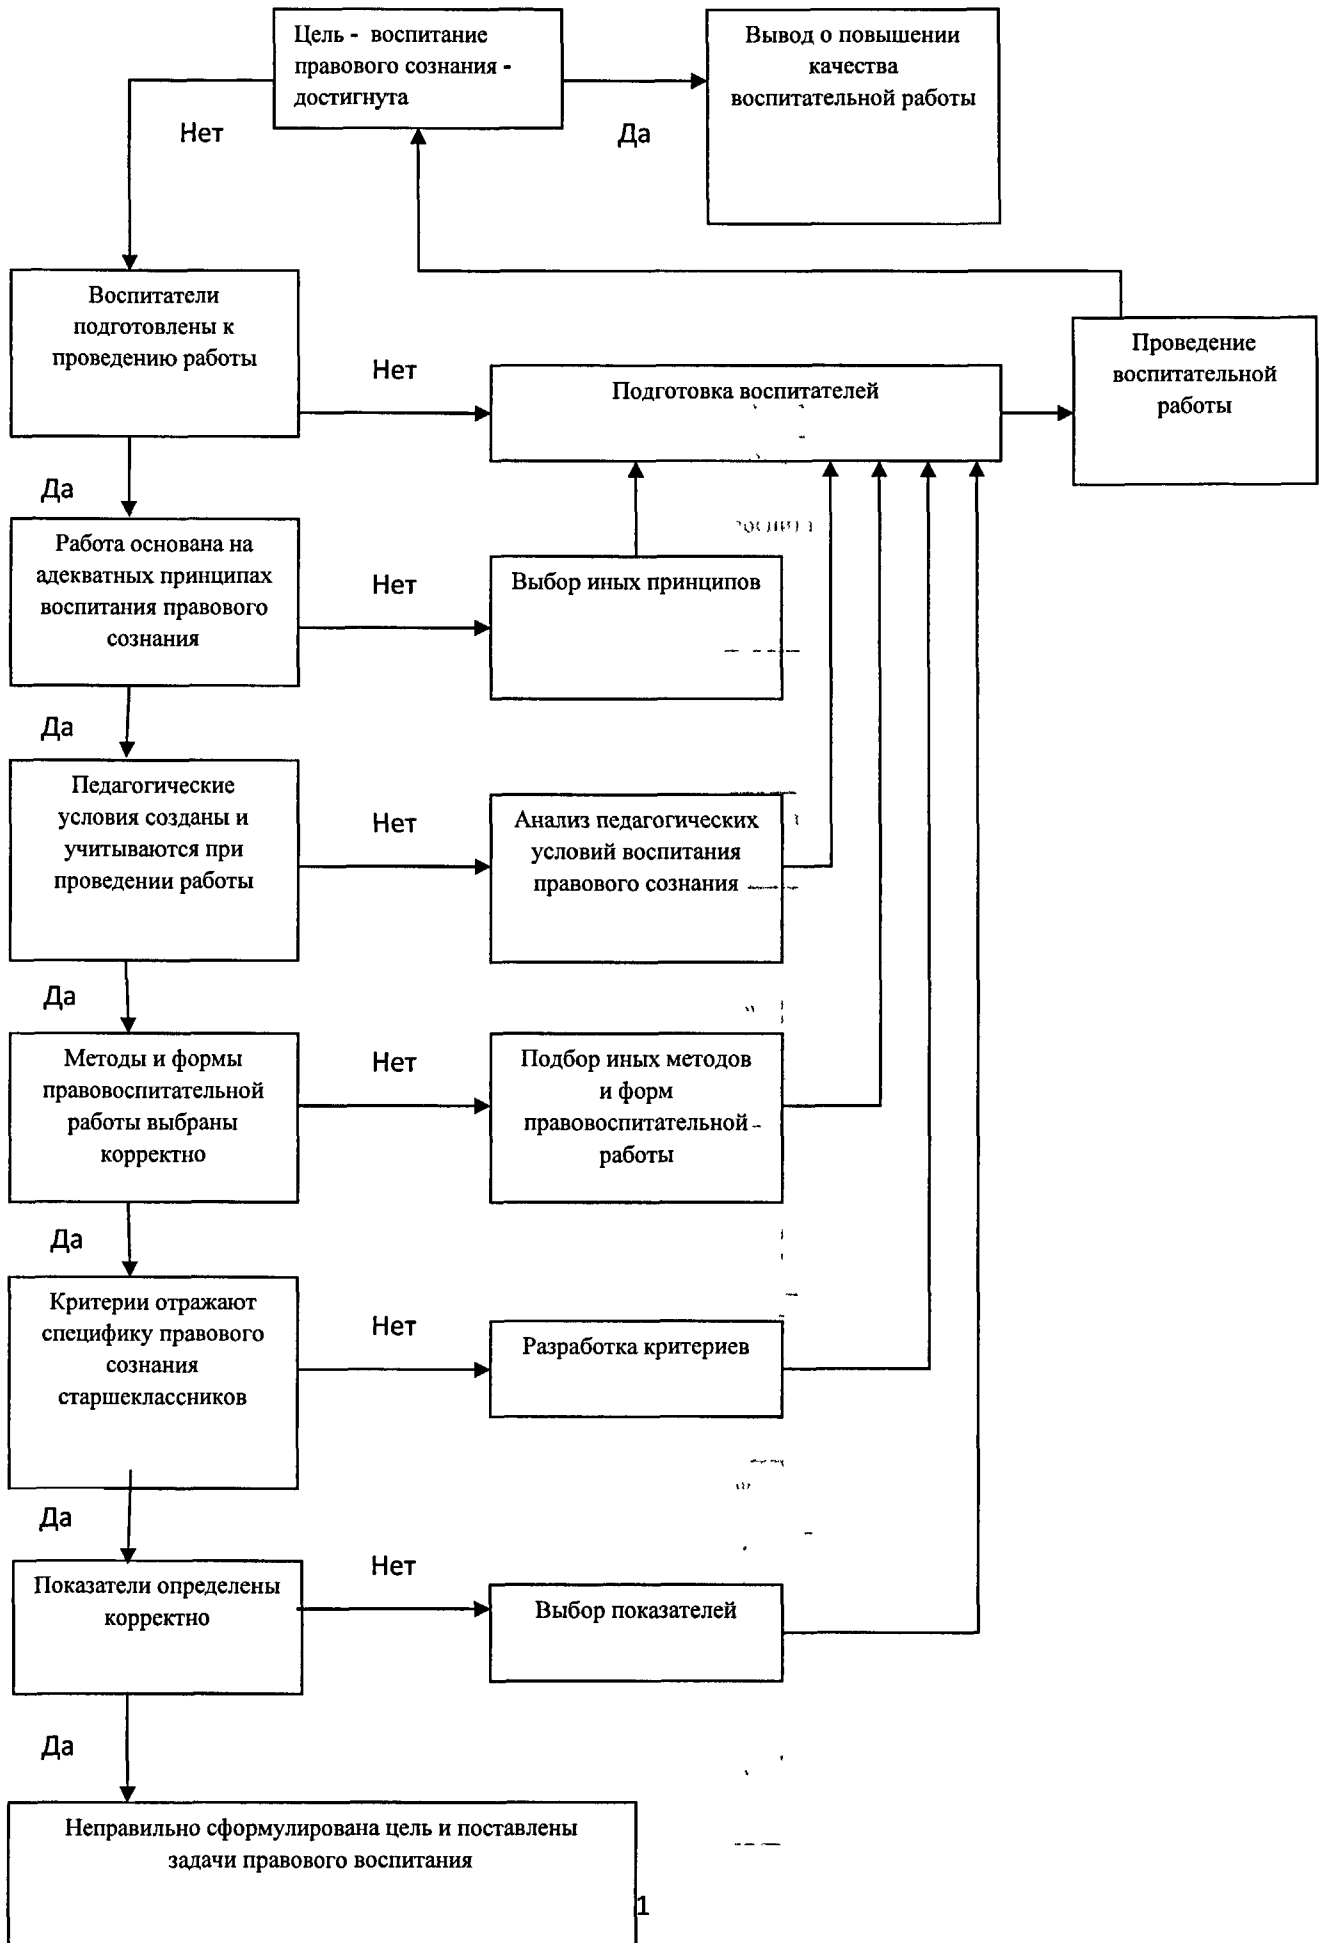 Цель - воспитание
правового сознания -
достигнута
Вывод о повышении
качества
воспитательной работы
Нет
Да
Воспитатели
подготовлены к
проведению работы
Нет
Подготовка воспитателей
Проведение
воспитательной
работы
Да
Работа основана на
адекватных принципах
воспитания правового
сознания
Нет
Выбор иных принципов
Да
Педагогические
условия созданы и
учитываются при
проведении работы
Нет
Анализ педагогических
условий воспитания
правового сознания
Да
Методы и формы
правовоспитательной
работы выбраны
корректно
Нет
Подбор иных методов
и форм
правовоспитательной
работы
Да
Критерии отражают
специфику правового
сознания
старшеклассников
Нет
Разработка критериев
Да
Показатели определены
корректно
Нет
Выбор показателей
Да
Неправильно сформулирована цель и поставлены
задачи правового воспитания
1